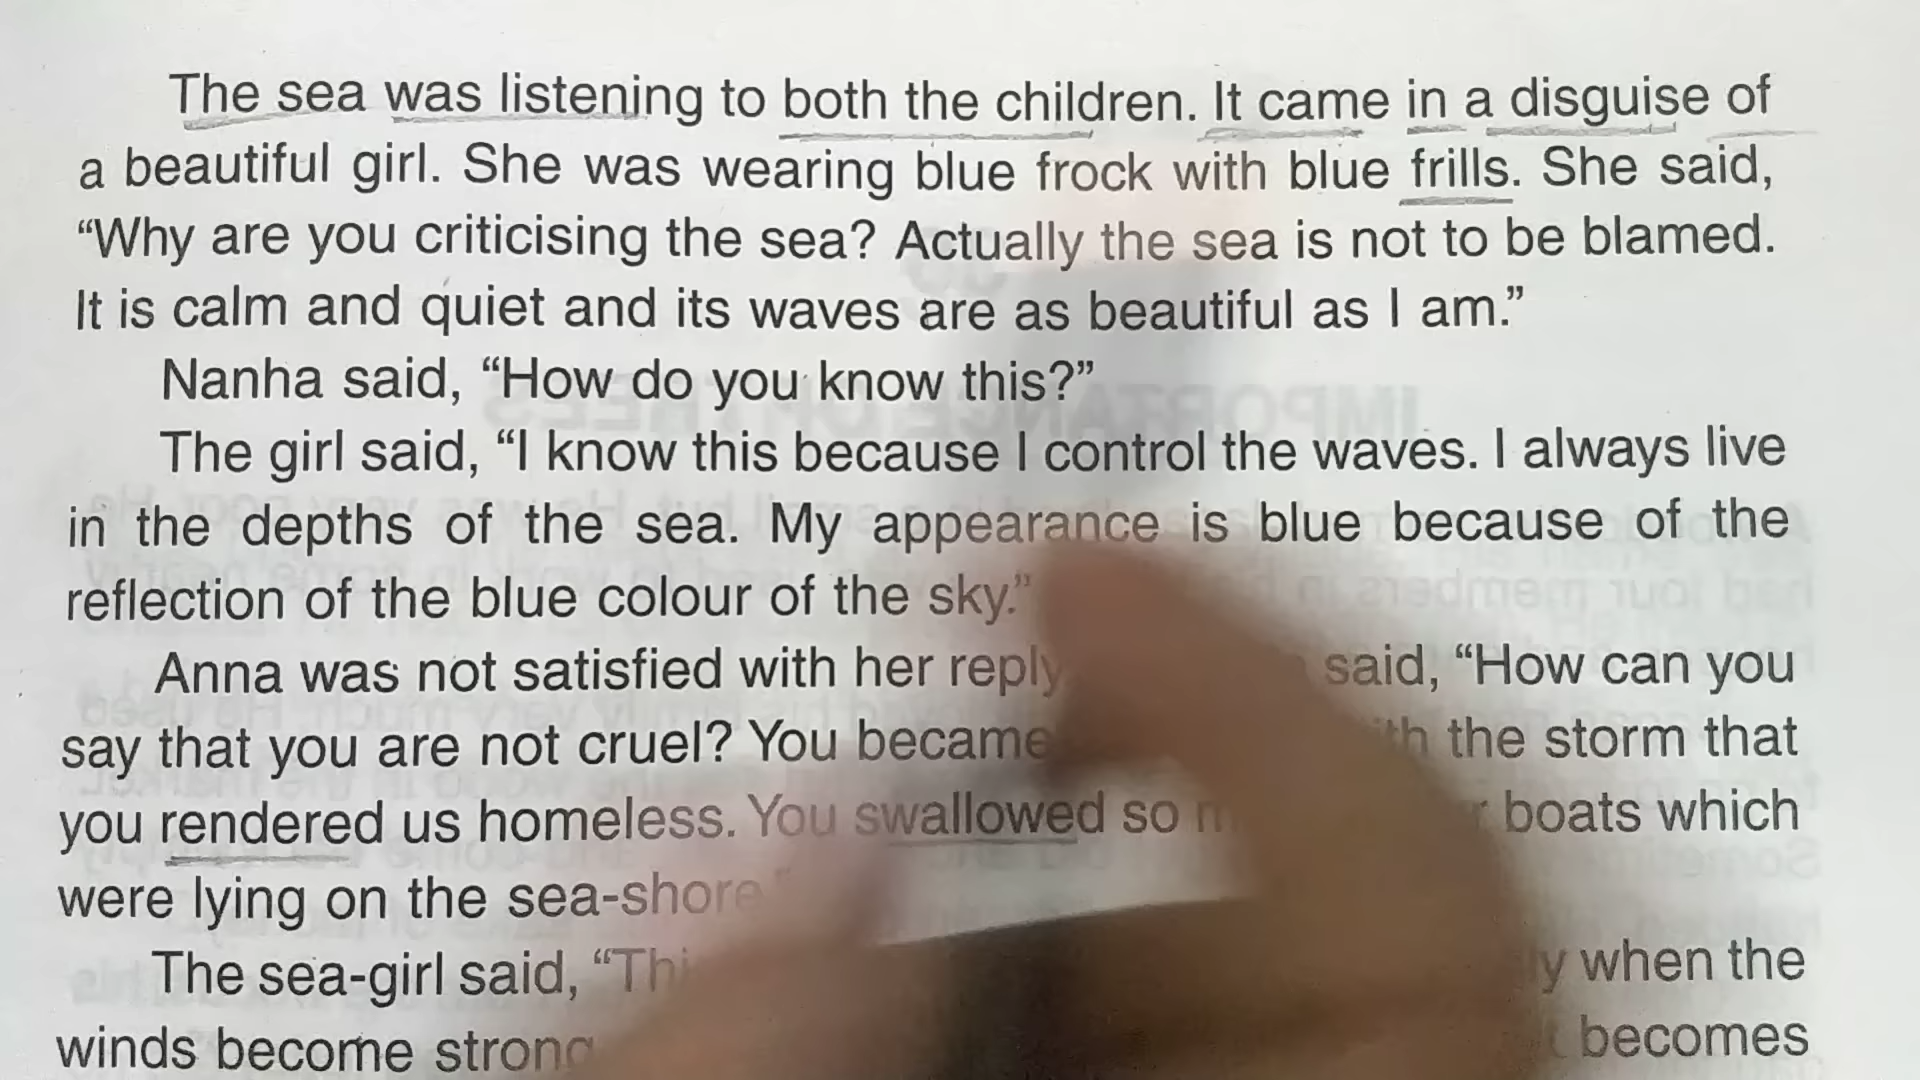 The sea was listening to both the children. It came in a disguise of
a beautiful girl. She was wearing blue frock with blue frills. She said,
“Why are you criticising the sea? Actually the sea is not to be blamed.
It is calm and quiet and its waves are as beautiful as I am.”
Nanha said, “How do you know this?”
The girl said, “I know this because I control the waves. I always live
in the depths of the sea. My appearance is blue because of the
reflection of the blue colour of the sky.”
Anna was not satisfied with her reply said, “How can you
say that you are not cruel? You became the storm that
you rendered us homeless. You swallowed so boats which
were lying on the sea-shore”
The sea-girl said, when the
winds become strong becomes
IMPORTANCE OF TREES